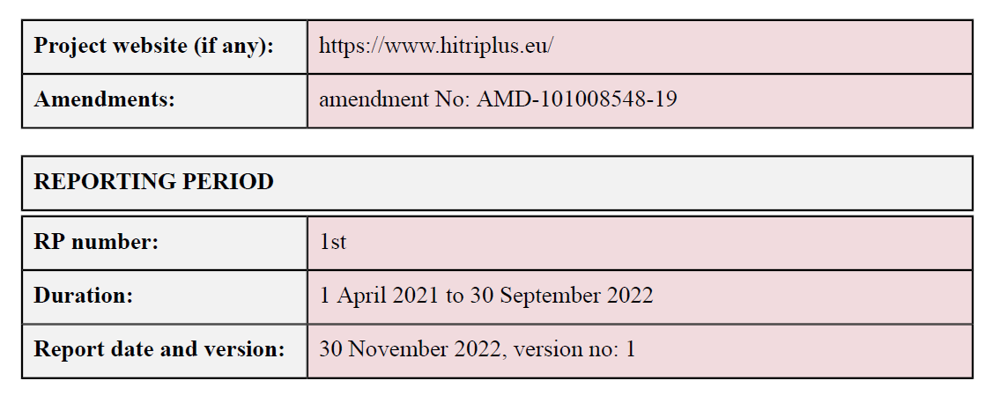 Project website (if any): https://www.hitriplus.eu/
Amendments: amendment No: AMD-101008548-19
REPORTING PERIOD
RP number: 1st
Duration: 1 April 2021 to 30 September 2022
Report date and version: 30 November 2022, version no: 1